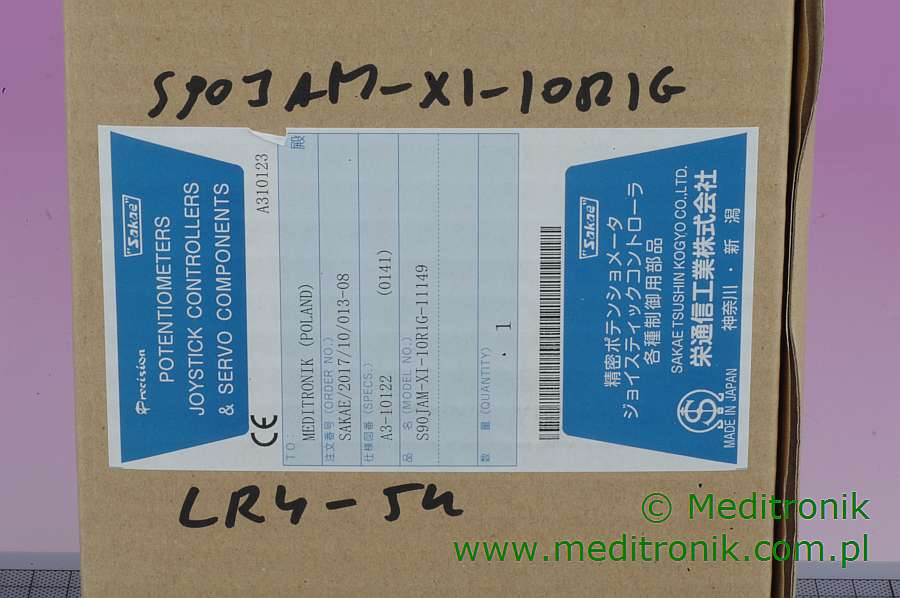 S90JAM-XI-10R1G
Sakae
Precision
POTENTIOMETERS
JOYSTICK CONTROLLERS
& SERVO COMPONENTS
CE
A310123
殿
TO:
MEDITRONIK (POLAND)
注文番号 (ORDER NO.)
SAKAE/2017/10/013-08
仕様図番 (SPECS.)
A3-10122 (0141)
品 名 (MODEL NO.)
S90JAM-XI-10R1G-11149
数 量 (QUANTITY)
1
Sakae
精密ポテンショメータ
ジョイスティックコントローラ
各種制御用部品
SAKAE TSUSHIN KOGYO CO.,LTD.
栄通信工業株式会社
神奈川・新潟
MADE IN JAPAN
LR4-5K
© Meditronik
www.meditronik.com.pl